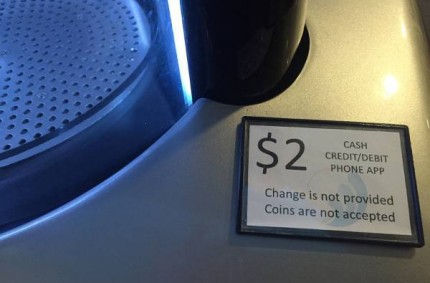 $2
CASH
CREDIT/DEBIT
PHONE APP
Change is not provided
Coins are not accepted